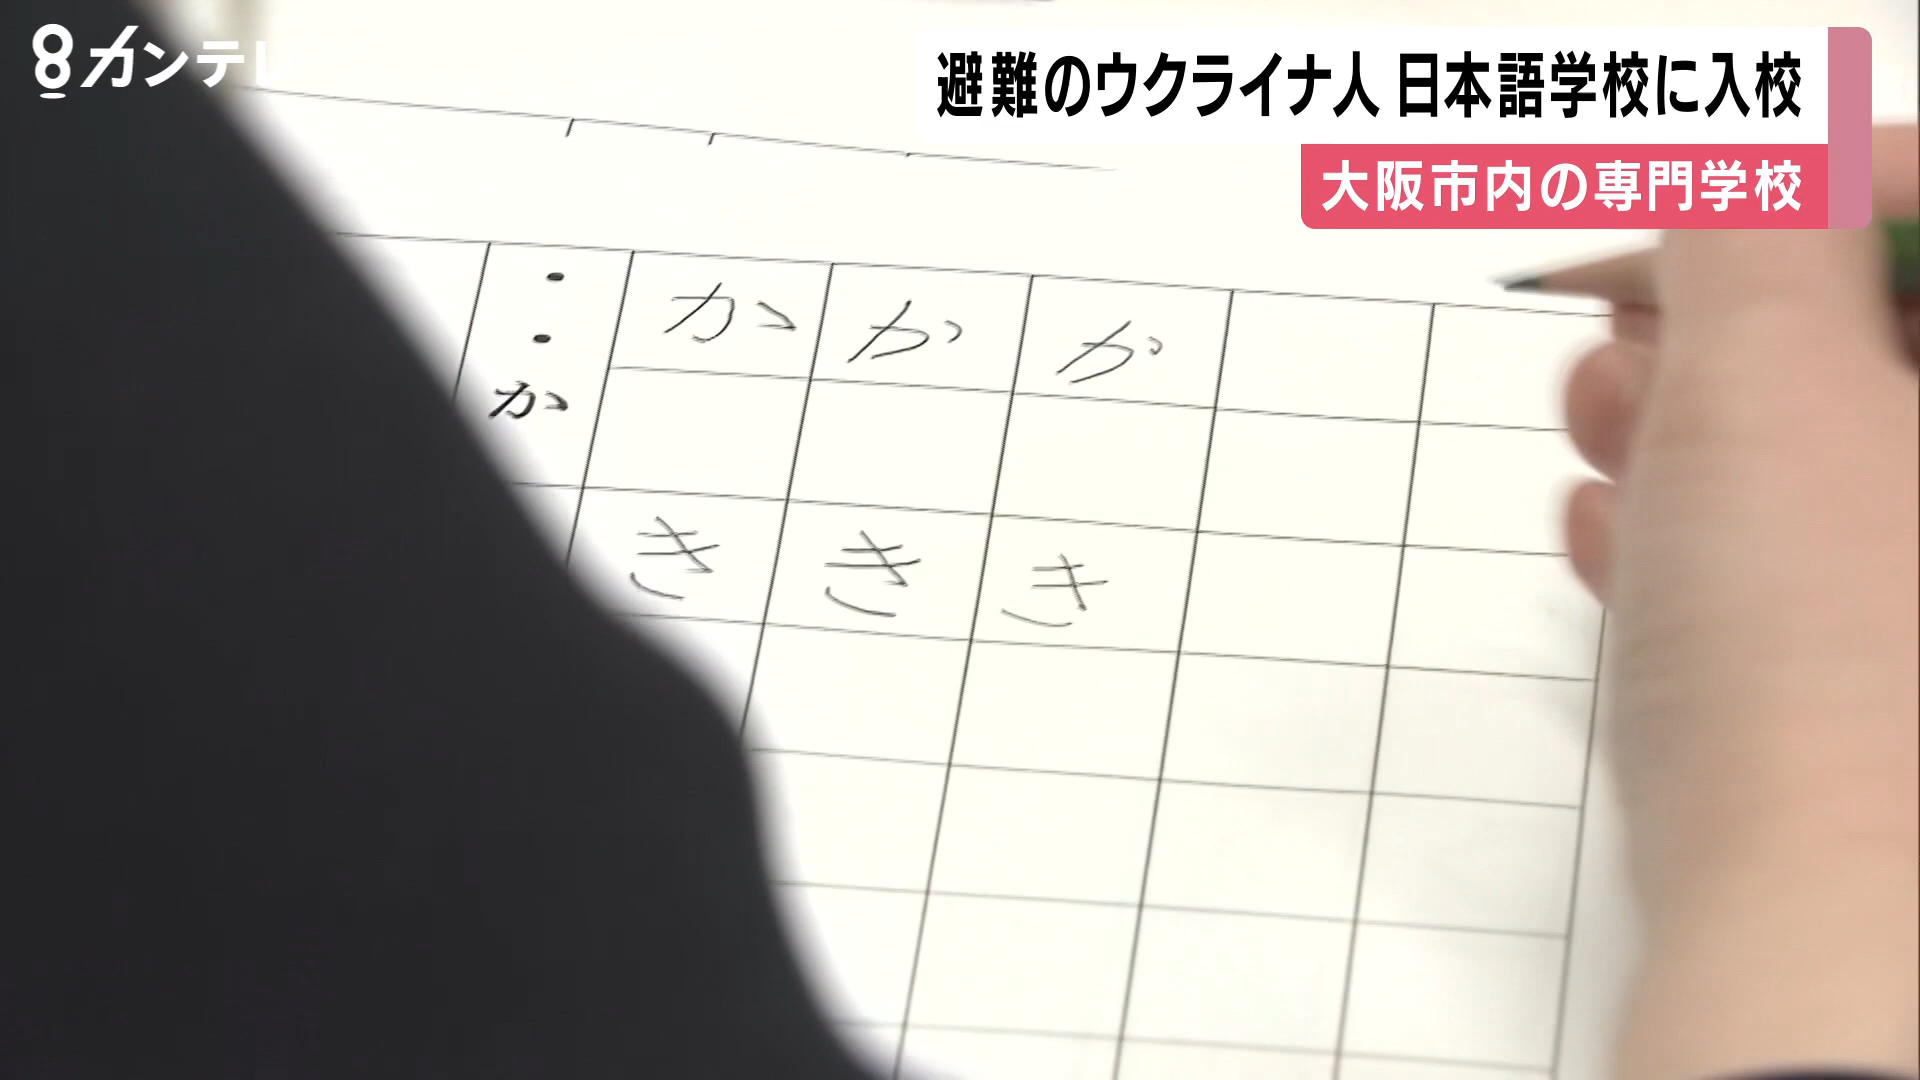 8カンテレ
避難のウクライナ人 日本語学校に入校
大阪市内の専門学校
か か か
か
き き き